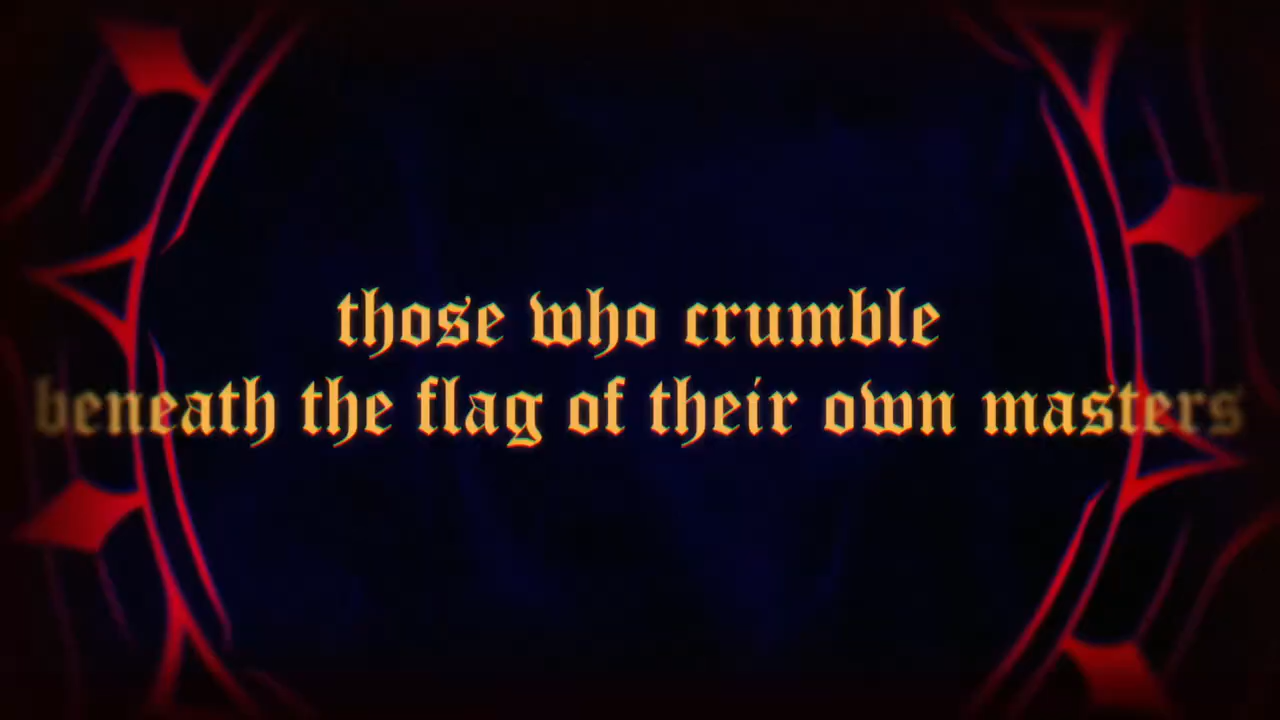 those who crumble
beneath the flag of their own masters